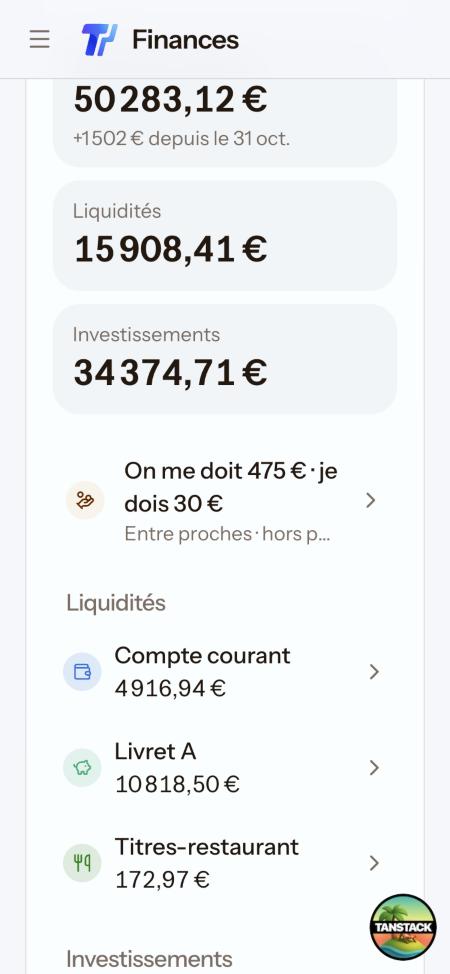 Finances
50 283,12 €
+1 502 € depuis le 31 oct.
Liquidités
15 908,41 €
Investissements
34 374,71 €
On me doit 475 € · je
dois 30 €
Entre proches · hors p...
Liquidités
Compte courant
4 916,94 €
Livret A
10 818,50 €
Titres-restaurant
172,97 €
TANSTACK
Investissements